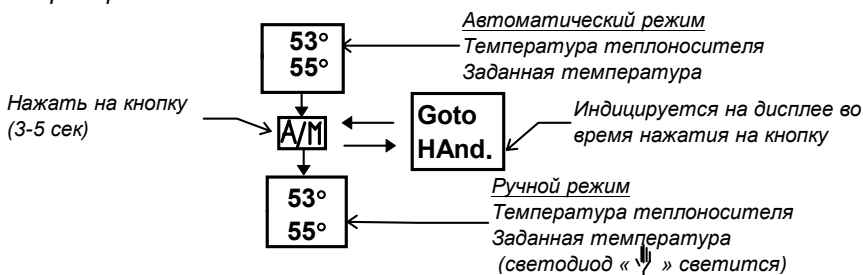 Автоматический режим
53°
Температура теплоносителя
55°
Заданная температура
Нажать на кнопку
(3-5 сек)
A/M
Goto
HAnd.
Индицируется на дисплее во
время нажатия на кнопку
Ручной режим
53°
Температура теплоносителя
55°
Заданная температура
(светодиод « » светится)